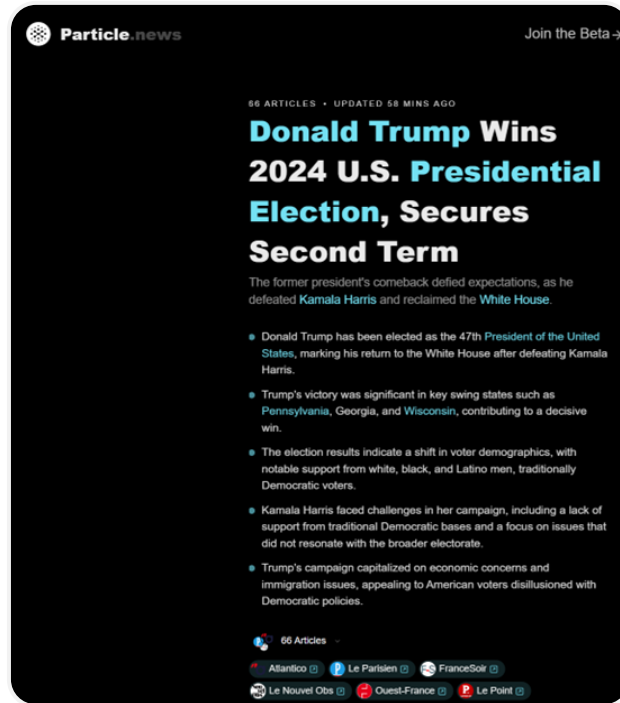 Particle.news
Join the Beta→
66 ARTICLES • UPDATED 58 MINS AGO
Donald Trump Wins
2024 U.S. Presidential
Election, Secures
Second Term
The former president's comeback defied expectations, as he
defeated Kamala Harris and reclaimed the White House.
Donald Trump has been elected as the 47th President of the United
States, marking his return to the White House after defeating Kamala
Harris.
Trump's victory was significant in key swing states such as
Pennsylvania, Georgia, and Wisconsin, contributing to a decisive
win.
The election results indicate a shift in voter demographics, with
notable support from white, black, and Latino men, traditionally
Democratic voters.
Kamala Harris faced challenges in her campaign, including a lack of
support from traditional Democratic bases and a focus on issues that
did not resonate with the broader electorate.
Trump's campaign capitalized on economic concerns and
immigration issues, appealing to American voters disillusioned with
Democratic policies.
66 Articles
Atlantico Le Parisien FranceSoir
Le Nouvel Obs Ouest-France Le Point